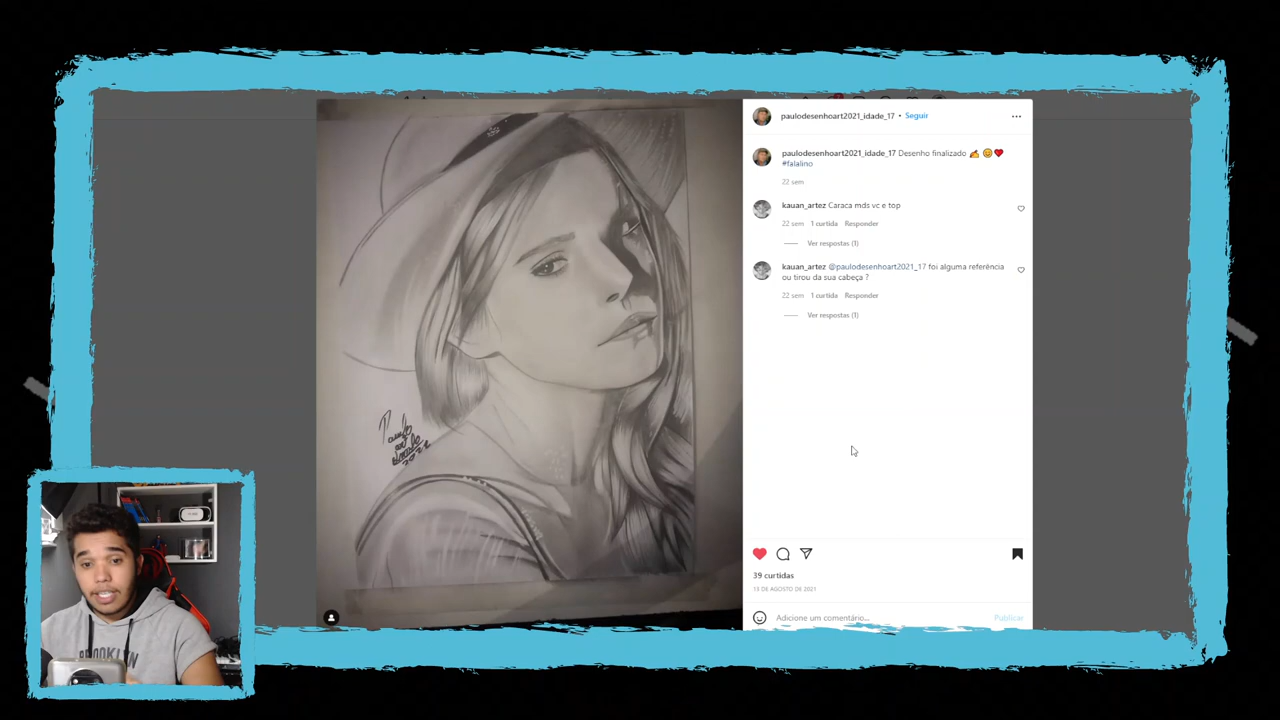 paulodesenhoart2021_idade_17 • Seguir
paulodesenhoart2021_idade_17 Desenho finalizado ✍️ 😊❤️
#falalino
22 sem
kauan_artez Caraca mds vc e top
22 sem 1 curtida Responder
Ver respostas (1)
kauan_artez @paulodesenhoart2021_17 foi alguma referência
ou tirou da sua cabeça ?
22 sem 1 curtida Responder
Ver respostas (1)
Paulo
39 curtidas
13 DE AGOSTO DE 2021
Adicione um comentário...
Publicar
BROOKLYN